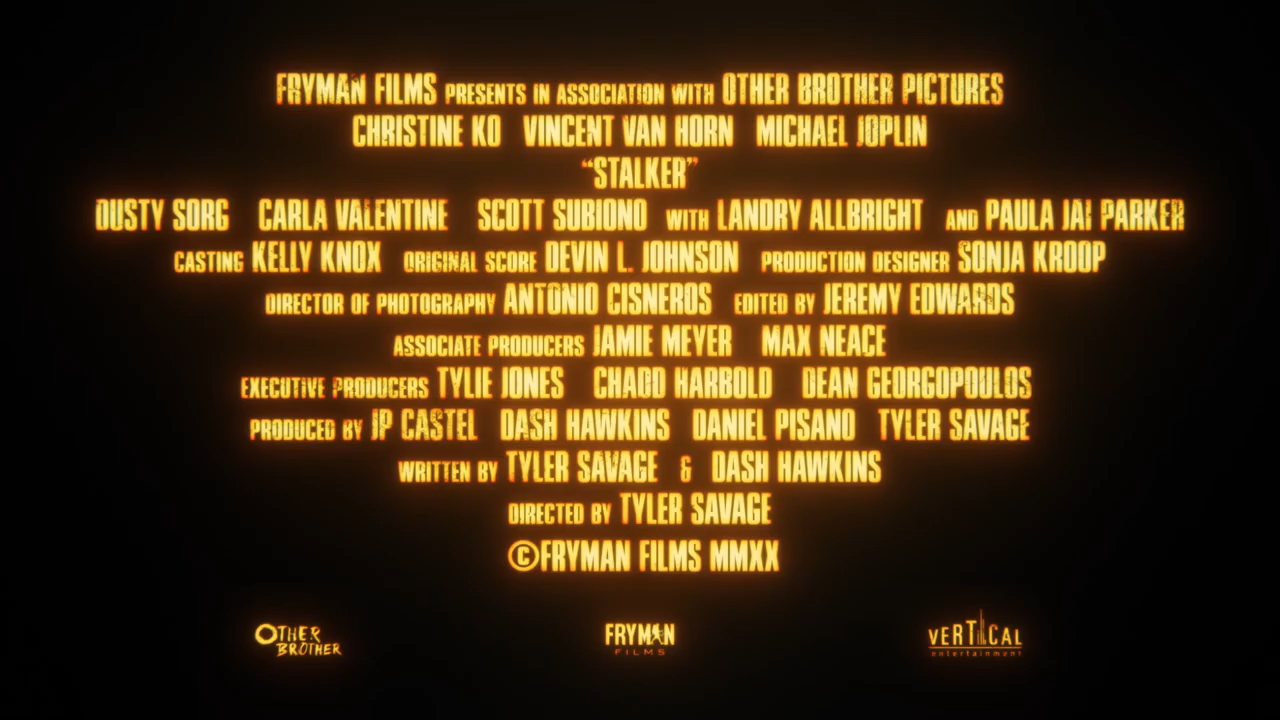 FRYMAN FILMS PRESENTS IN ASSOCIATION WITH OTHER BROTHER PICTURES
CHRISTINE KO VINCENT VAN HORN MICHAEL JOPLIN
“STALKER”
DUSTY SORG CARLA VALENTINE SCOTT SUBIONO WITH LANDRY ALLBRIGHT AND PAULA JAI PARKER
CASTING KELLY KNOX ORIGINAL SCORE DEVIN L. JOHNSON PRODUCTION DESIGNER SONJA KROOP
DIRECTOR OF PHOTOGRAPHY ANTONIO CISNEROS EDITED BY JEREMY EDWARDS
ASSOCIATE PRODUCERS JAMIE MEYER MAX NEACE
EXECUTIVE PRODUCERS TYLIE JONES CHADD HARBOLD DEAN GEORGOPOULOS
PRODUCED BY JP CASTEL DASH HAWKINS DANIEL PISANO TYLER SAVAGE
WRITTEN BY TYLER SAVAGE & DASH HAWKINS
DIRECTED BY TYLER SAVAGE
©FRYMAN FILMS MMXX
OTHER BROTHER
FRYMAN FILMS
VERTICAL entertainment